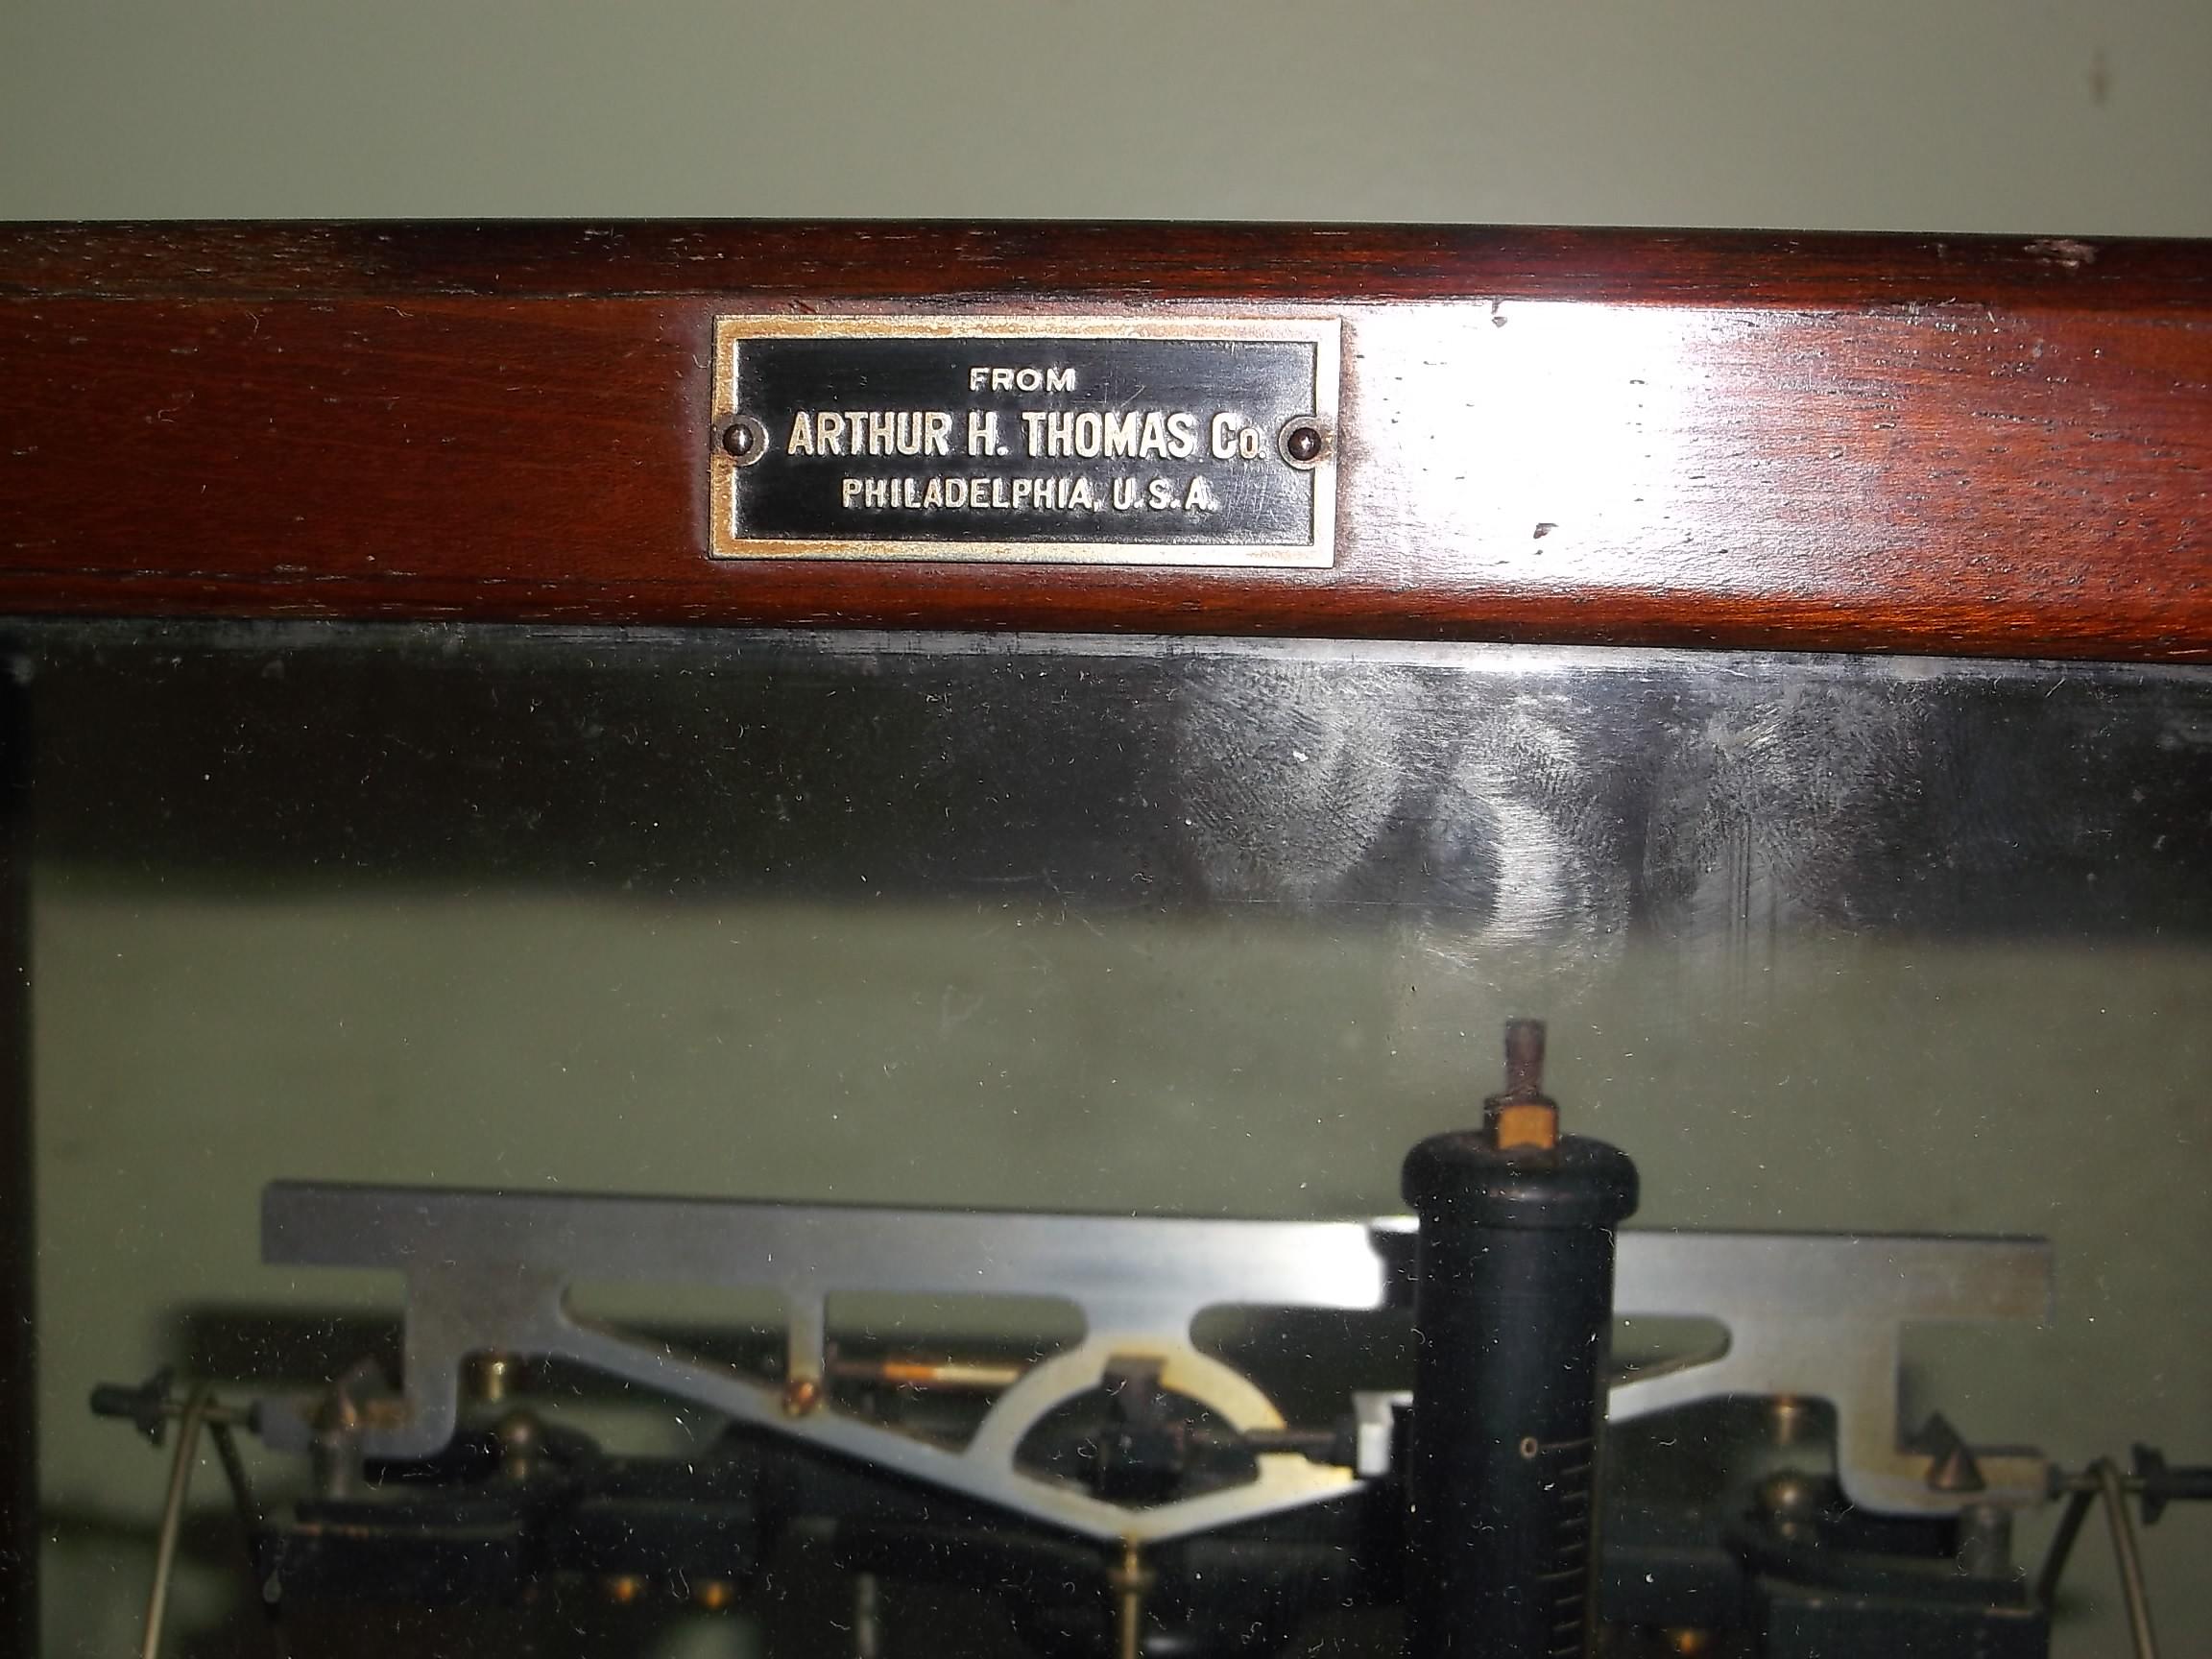 FROM
ARTHUR H. THOMAS Co.
PHILADELPHIA, U.S.A.